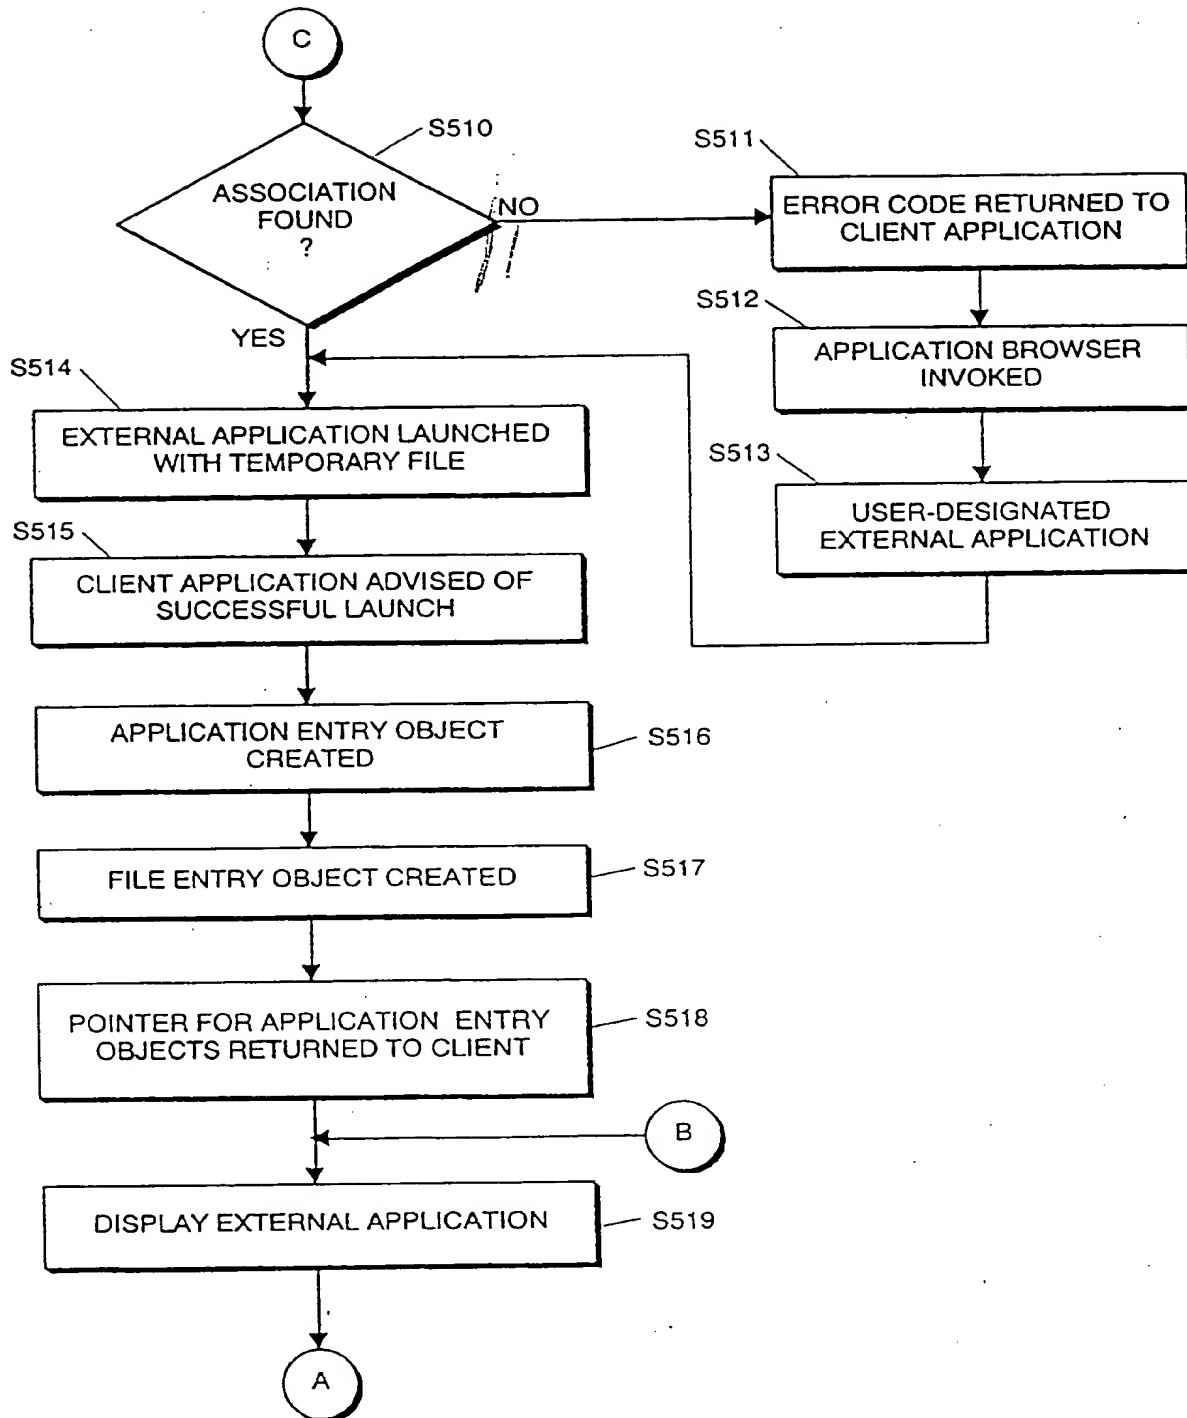 C
S510
ASSOCIATION
FOUND
?
NO
YES
S511
ERROR CODE RETURNED TO
CLIENT APPLICATION
S512
APPLICATION BROWSER
INVOKED
S513
USER-DESIGNATED
EXTERNAL APPLICATION
S514
EXTERNAL APPLICATION LAUNCHED
WITH TEMPORARY FILE
S515
CLIENT APPLICATION ADVISED OF
SUCCESSFUL LAUNCH
APPLICATION ENTRY OBJECT
CREATED
S516
FILE ENTRY OBJECT CREATED
S517
POINTER FOR APPLICATION ENTRY
OBJECTS RETURNED TO CLIENT
S518
B
DISPLAY EXTERNAL APPLICATION
S519
A